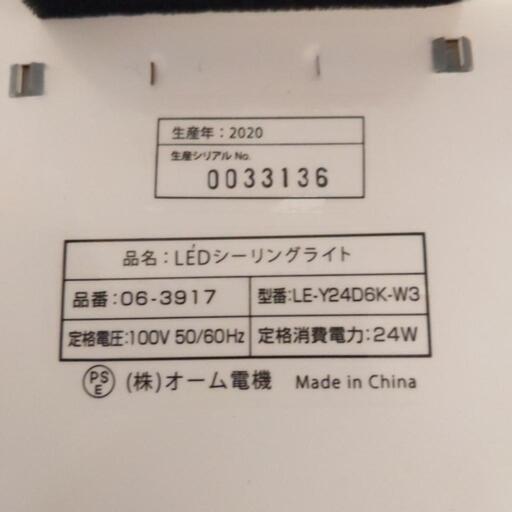 生産年：2020
生産シリアルNo.
0033136
品名：LEDシーリングライト
品番：06-3917
型番：LE-Y24D6K-W3
定格電圧：100V 50/60Hz
定格消費電力：24W
PSE (株)オーム電機 Made in China